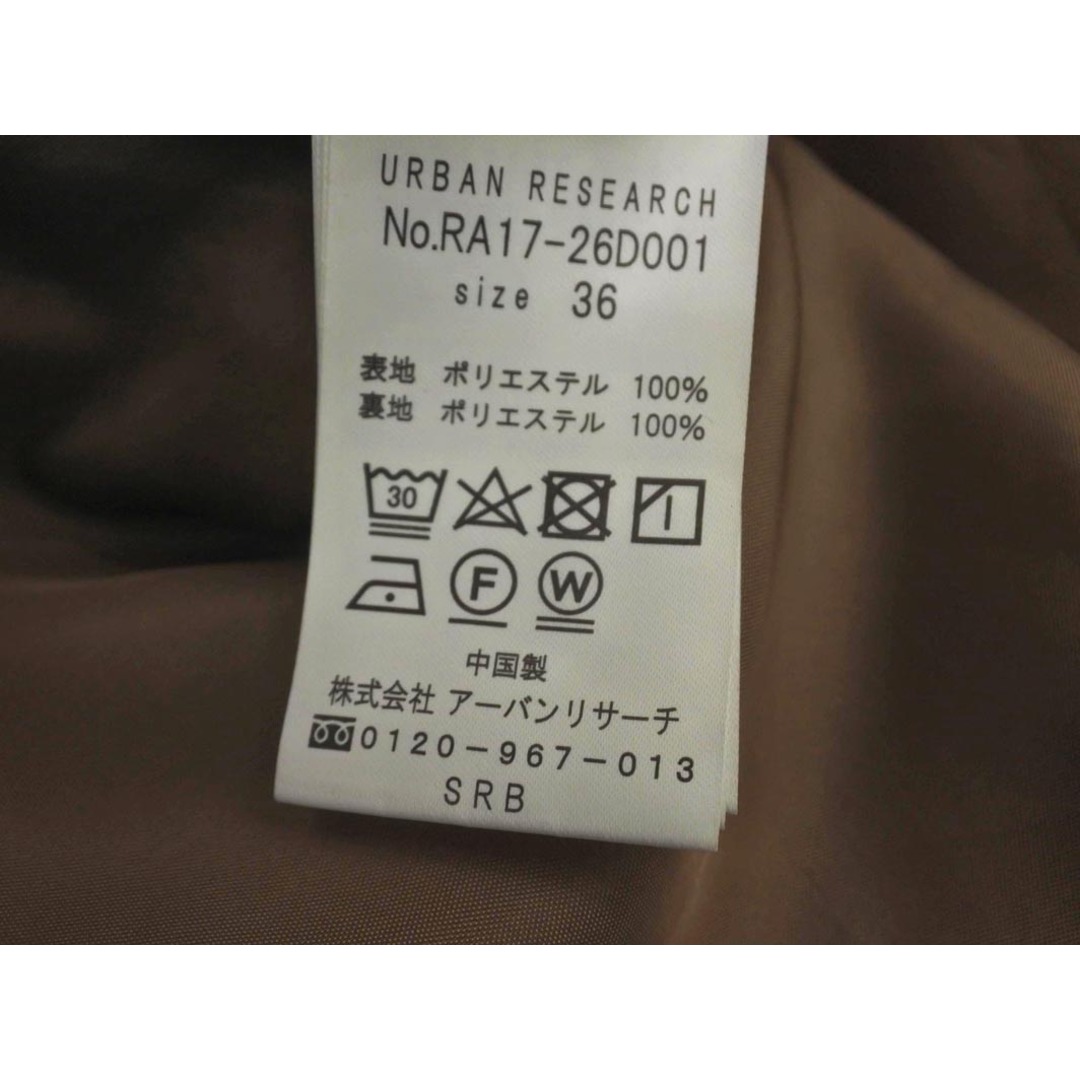 URBAN RESEARCH
No.RA17-26D001
size 36
表地 ポリエステル 100%
裏地 ポリエステル 100%
30
F W
中国製
株式会社 アーバンリサーチ
0120-967-013
SRB